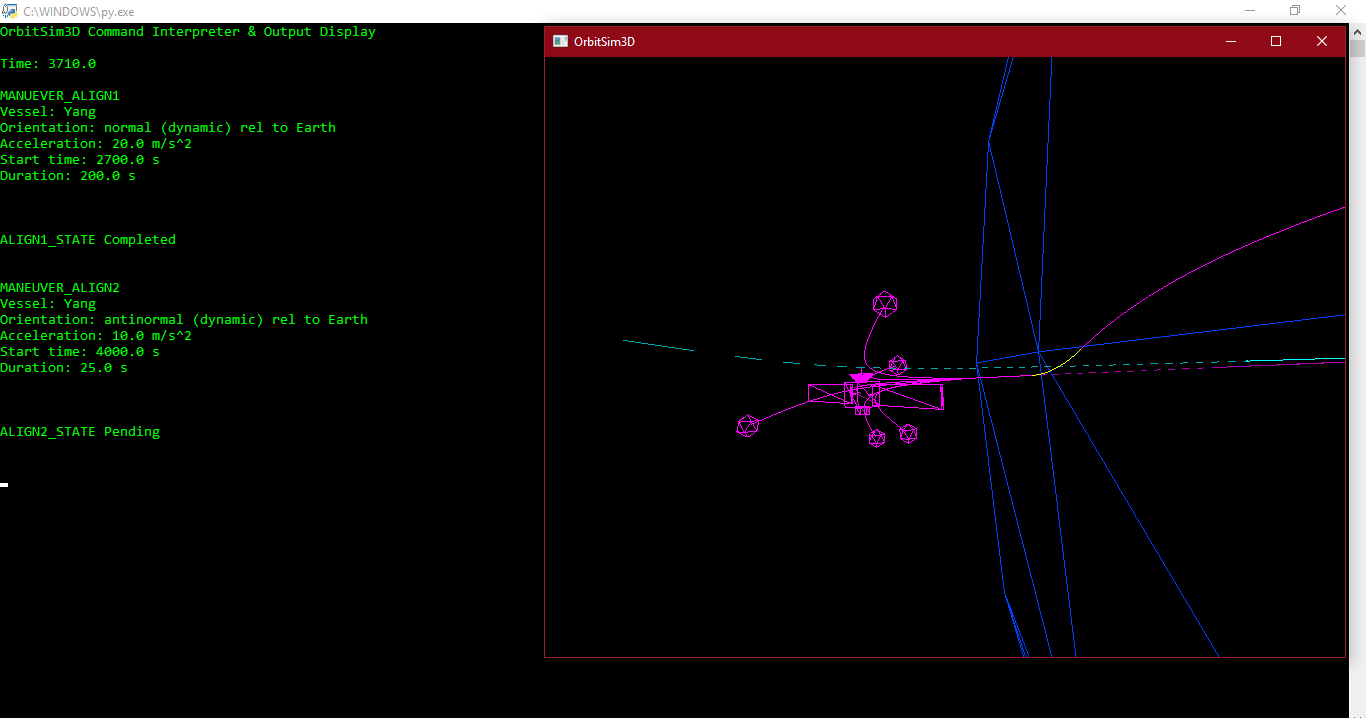 C:\WINDOWS\py.exe
OrbitSim3D Command Interpreter & Output Display
Time: 3710.0
MANUEVER_ALIGN1
Vessel: Yang
Orientation: normal (dynamic) rel to Earth
Acceleration: 20.0 m/s^2
Start time: 2700.0 s
Duration: 200.0 s
ALIGN1_STATE Completed
MANEUVER_ALIGN2
Vessel: Yang
Orientation: antinormal (dynamic) rel to Earth
Acceleration: 10.0 m/s^2
Start time: 4000.0 s
Duration: 25.0 s
ALIGN2_STATE Pending
OrbitSim3D